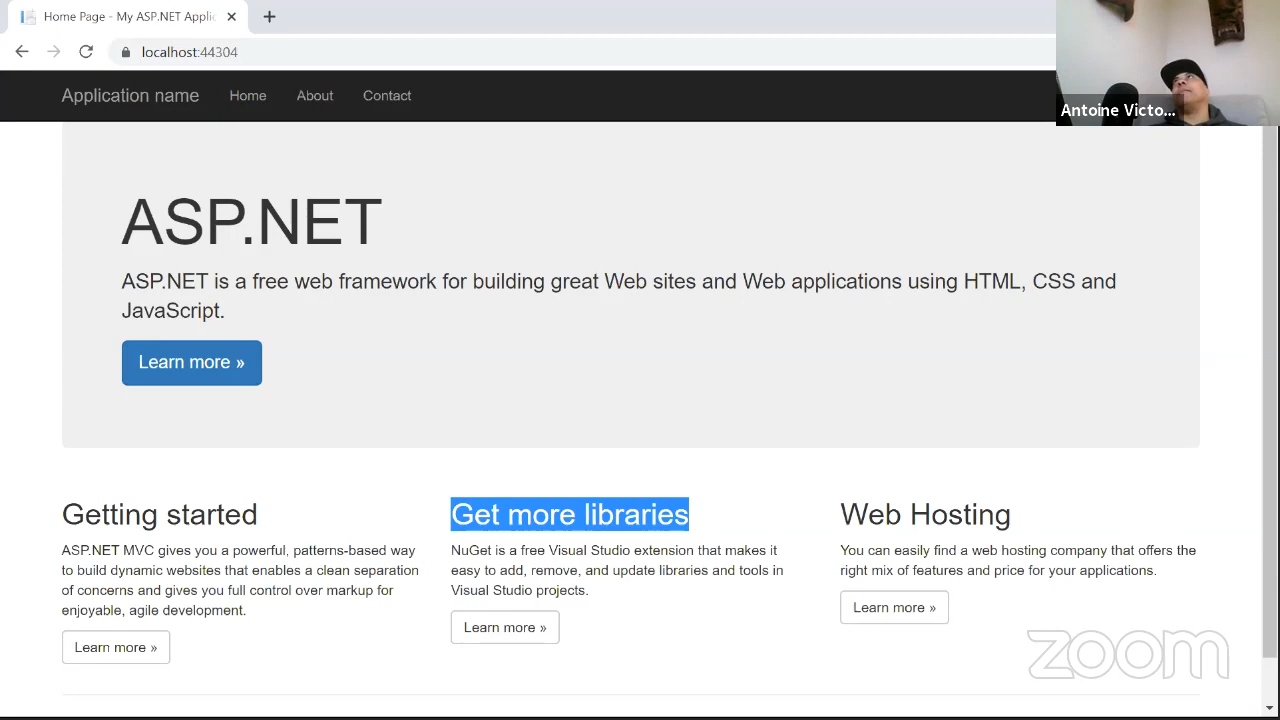 Home Page - My ASP.NET Applic
localhost:44304
Application name Home About Contact
Antoine Victo...
ASP.NET
ASP.NET is a free web framework for building great Web sites and Web applications using HTML, CSS and
JavaScript.
Learn more »
Getting started
ASP.NET MVC gives you a powerful, patterns-based way
to build dynamic websites that enables a clean separation
of concerns and gives you full control over markup for
enjoyable, agile development.
Learn more »
Get more libraries
NuGet is a free Visual Studio extension that makes it
easy to add, remove, and update libraries and tools in
Visual Studio projects.
Learn more »
Web Hosting
You can easily find a web hosting company that offers the
right mix of features and price for your applications.
Learn more »
zoom